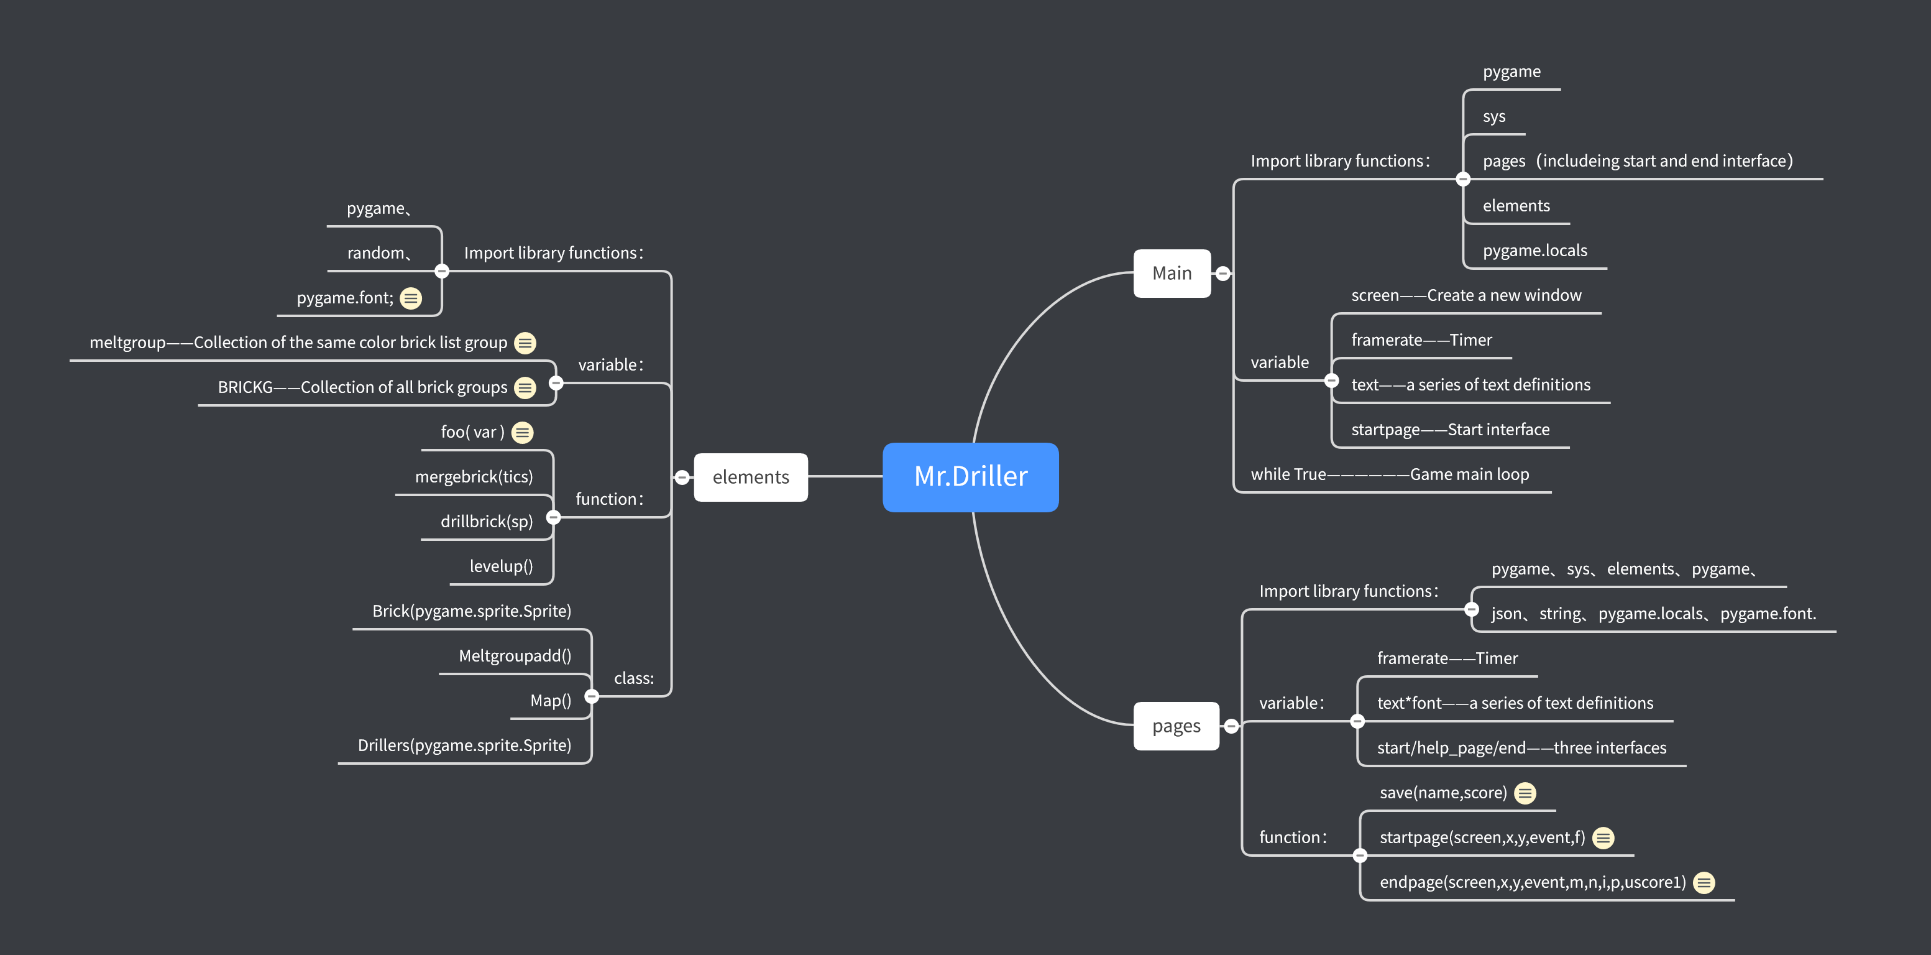 Mr.Driller
Main
Import library functions：
pygame
sys
pages（includeing start and end interface）
elements
pygame.locals
variable
screen——Create a new window
framerate——Timer
text——a series of text definitions
startpage——Start interface
while True——————Game main loop
pages
Import library functions：
pygame、sys、elements、pygame、
json、string、pygame.locals、pygame.font.
variable：
framerate——Timer
text*font——a series of text definitions
start/help_page/end——three interfaces
function：
save(name,score)
startpage(screen,x,y,event,f)
endpage(screen,x,y,event,m,n,i,p,uscore1)
elements
Import library functions：
pygame、
random、
pygame.font;
variable：
meltgroup——Collection of the same color brick list group
BRICKG——Collection of all brick groups
function：
foo( var )
mergebrick(tics)
drillbrick(sp)
levelup()
class:
Brick(pygame.sprite.Sprite)
Meltgroupadd()
Map()
Drillers(pygame.sprite.Sprite)